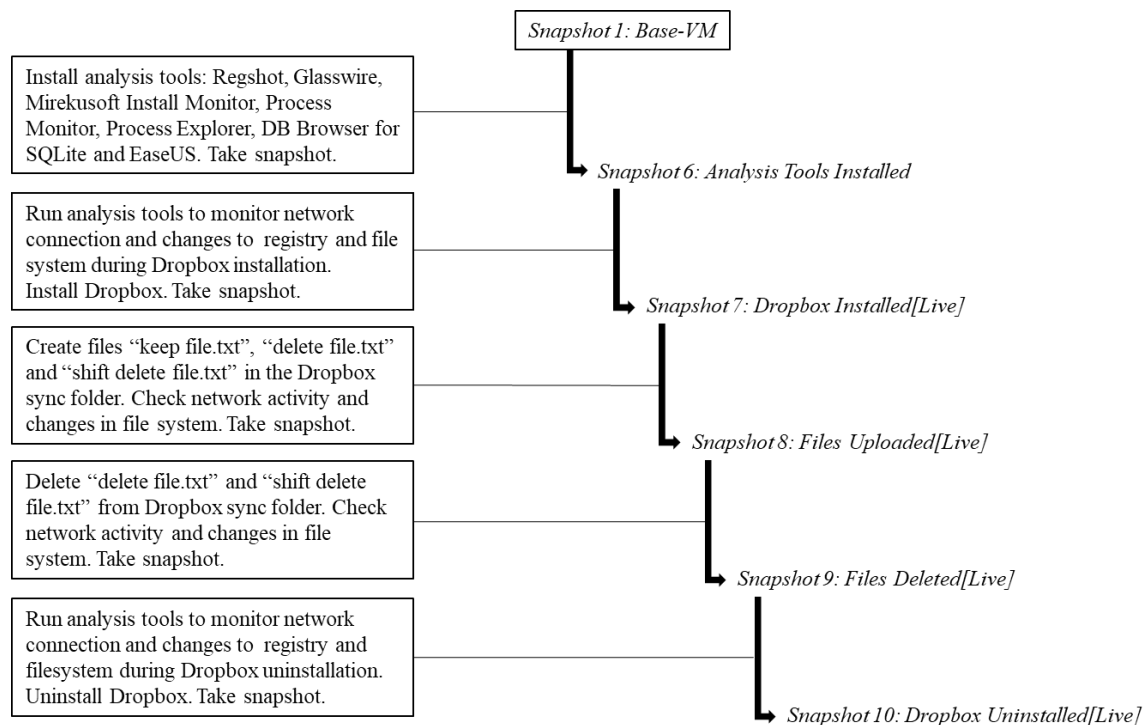 Snapshot 1: Base-VM
Install analysis tools: Regshot, Glasswire,
Mirekusoft Install Monitor, Process
Monitor, Process Explorer, DB Browser for
SQLite and EaseUS. Take snapshot.
Snapshot 6: Analysis Tools Installed
Run analysis tools to monitor network
connection and changes to registry and file
system during Dropbox installation.
Install Dropbox. Take snapshot.
Snapshot 7: Dropbox Installed[Live]
Create files “keep file.txt”, “delete file.txt”
and “shift delete file.txt” in the Dropbox
sync folder. Check network activity and
changes in file system. Take snapshot.
Snapshot 8: Files Uploaded[Live]
Delete “delete file.txt” and “shift delete
file.txt” from Dropbox sync folder. Check
network activity and changes in file
system. Take snapshot.
Snapshot 9: Files Deleted[Live]
Run analysis tools to monitor network
connection and changes to registry and
filesystem during Dropbox uninstallation.
Uninstall Dropbox. Take snapshot.
Snapshot 10: Dropbox Uninstalled[Live]